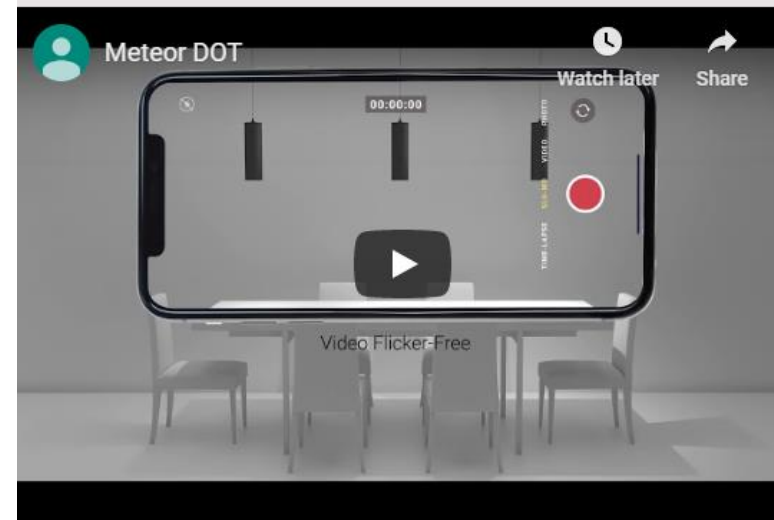 Meteor DOT
Watch later
Share
00:00:00
PHOTO
VIDEO
SLO-MO
TIME-LAPSE
Video Flicker-Free